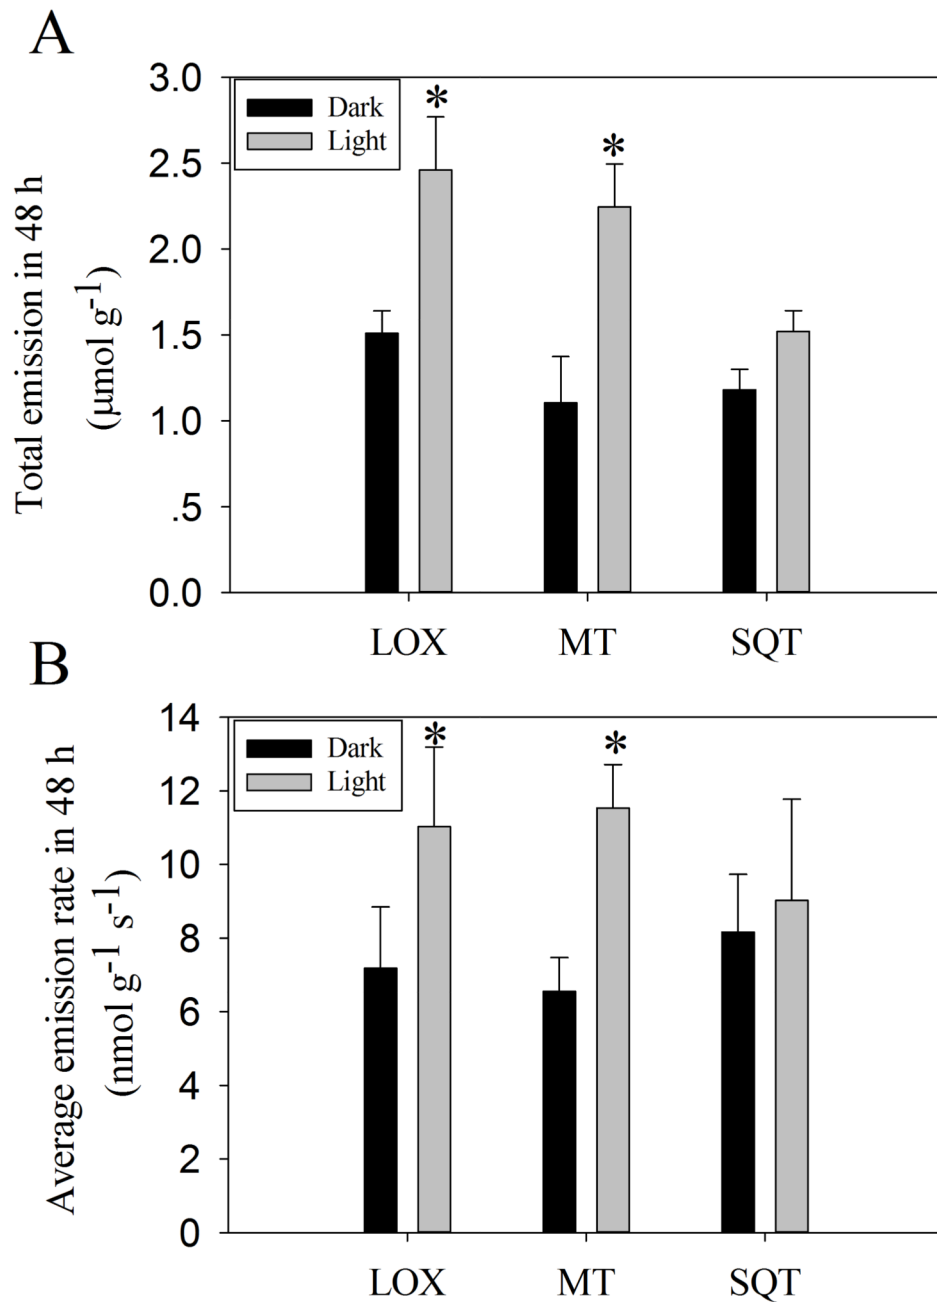 A
Total emission in 48 h
(μmol g⁻¹)
3.0
2.5
2.0
1.5
1.0
.5
0.0
Dark
Light
*
*
LOX MT SQT
B
Average emission rate in 48 h
(nmol g⁻¹ s⁻¹)
14
12
10
8
6
4
2
0
Dark
Light
*
*
LOX MT SQT